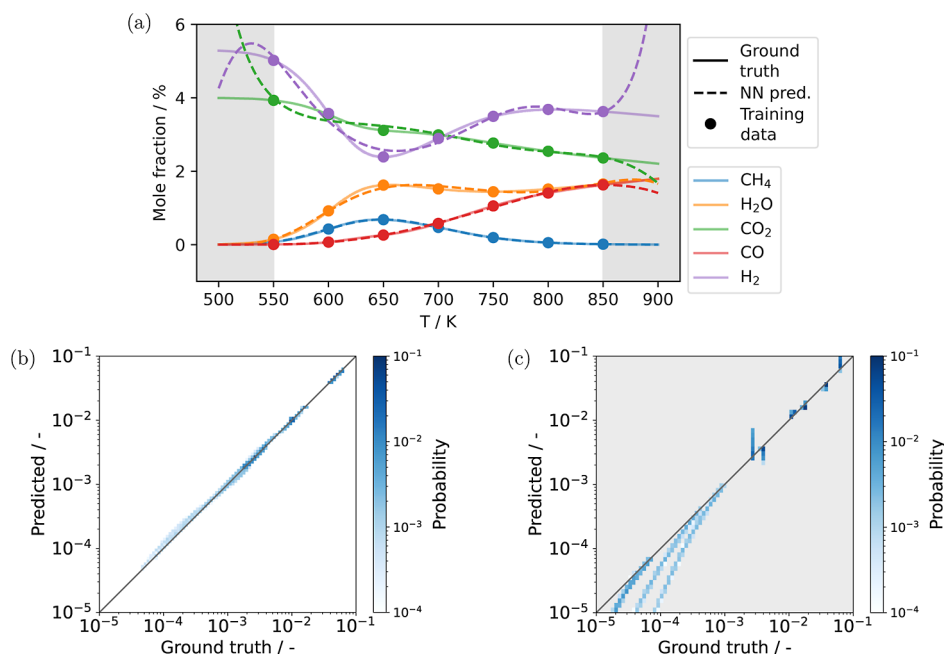 (a)
6
4
2
0
Mole fraction / %
500 550 600 650 700 750 800 850 900
T / K
Ground
truth
NN pred.
Training
data
CH₄
H₂O
CO₂
CO
H₂
(b)
10⁻¹
10⁻²
10⁻³
10⁻⁴
10⁻⁵
Predicted / -
10⁻⁵ 10⁻⁴ 10⁻³ 10⁻² 10⁻¹
Ground truth / -
10⁻¹
10⁻²
10⁻³
10⁻⁴
Probability
(c)
10⁻¹
10⁻²
10⁻³
10⁻⁴
10⁻⁵
Predicted / -
10⁻⁵ 10⁻⁴ 10⁻³ 10⁻² 10⁻¹
Ground truth / -
10⁻¹
10⁻²
10⁻³
10⁻⁴
Probability